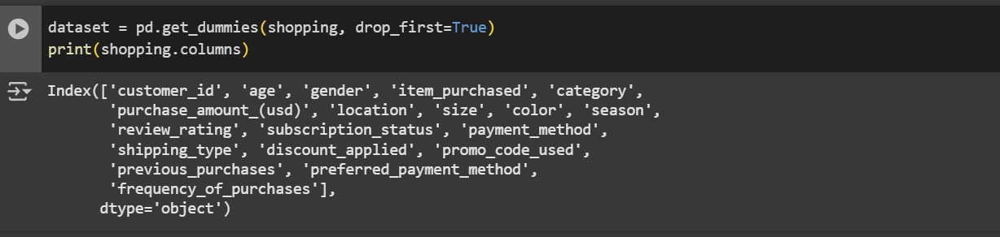 dataset = pd.get_dummies(shopping, drop_first=True)
print(shopping.columns)
Index(['customer_id', 'age', 'gender', 'item_purchased', 'category',
'purchase_amount_(usd)', 'location', 'size', 'color', 'season',
'review_rating', 'subscription_status', 'payment_method',
'shipping_type', 'discount_applied', 'promo_code_used',
'previous_purchases', 'preferred_payment_method',
'frequency_of_purchases'],
dtype='object')